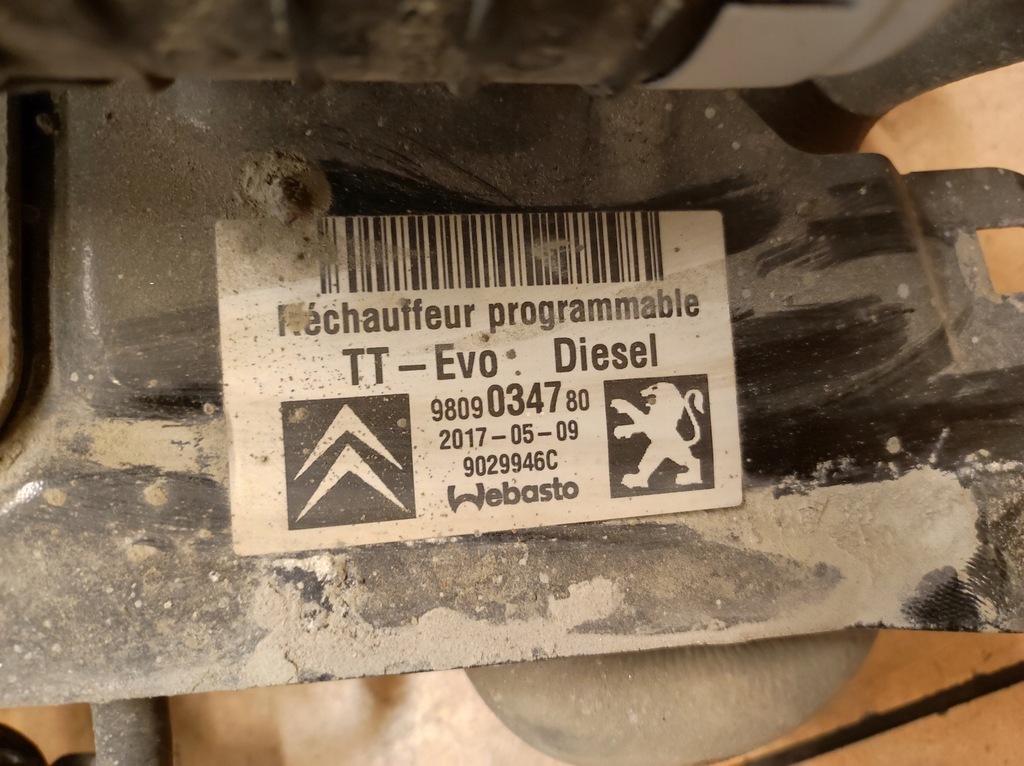 Réchauffeur programmable
TT – Evo : Diesel
9809034780
2017-05-09
9029946C
Webasto